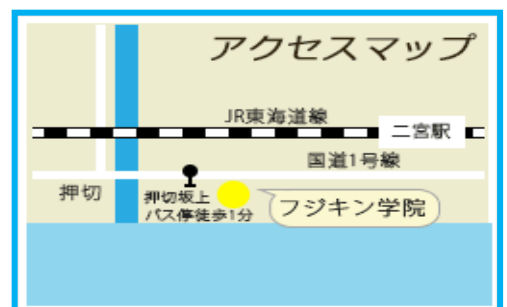 アクセスマップ
JR東海道線
二宮駅
国道1号線
押切
押切坂上
バス停徒歩1分
フジキン学院